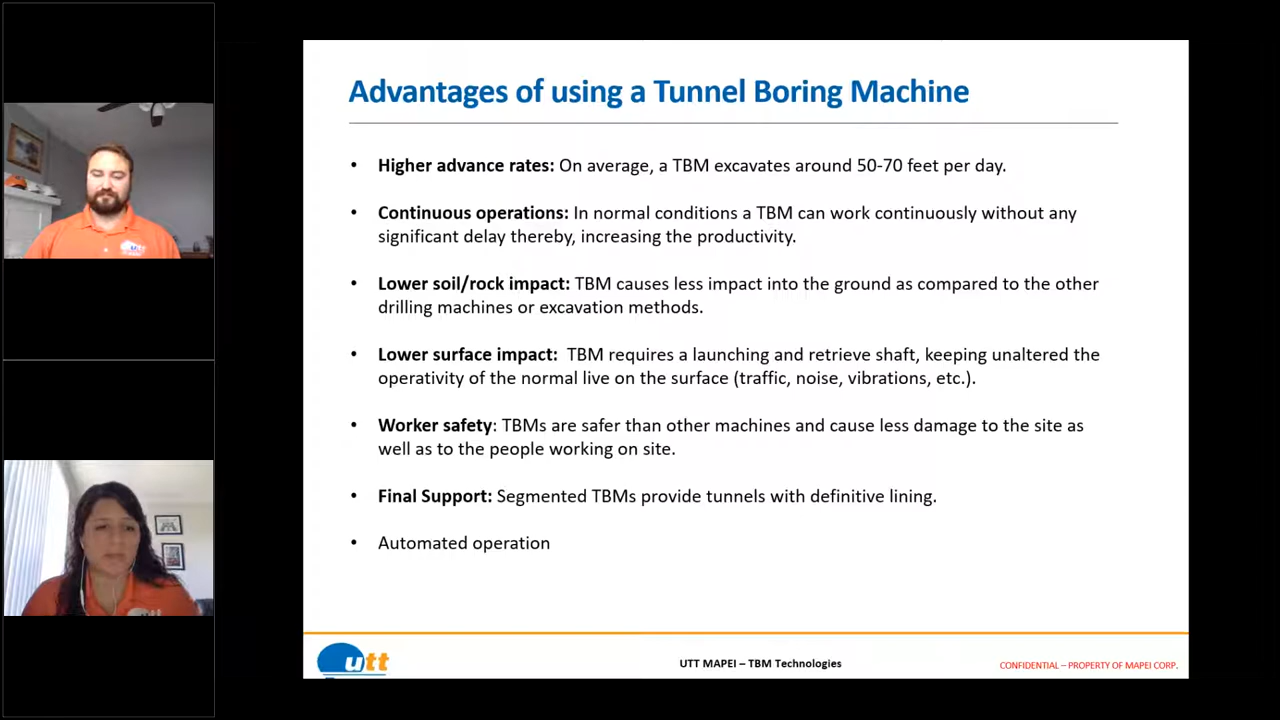 Advantages of using a Tunnel Boring Machine
• Higher advance rates: On average, a TBM excavates around 50-70 feet per day.
• Continuous operations: In normal conditions a TBM can work continuously without any
significant delay thereby, increasing the productivity.
• Lower soil/rock impact: TBM causes less impact into the ground as compared to the other
drilling machines or excavation methods.
• Lower surface impact: TBM requires a launching and retrieve shaft, keeping unaltered the
operativity of the normal live on the surface (traffic, noise, vibrations, etc.).
• Worker safety: TBMs are safer than other machines and cause less damage to the site as
well as to the people working on site.
• Final Support: Segmented TBMs provide tunnels with definitive lining.
• Automated operation
utt
UTT MAPEI – TBM Technologies
CONFIDENTIAL – PROPERTY OF MAPEI CORP.
utt
utt